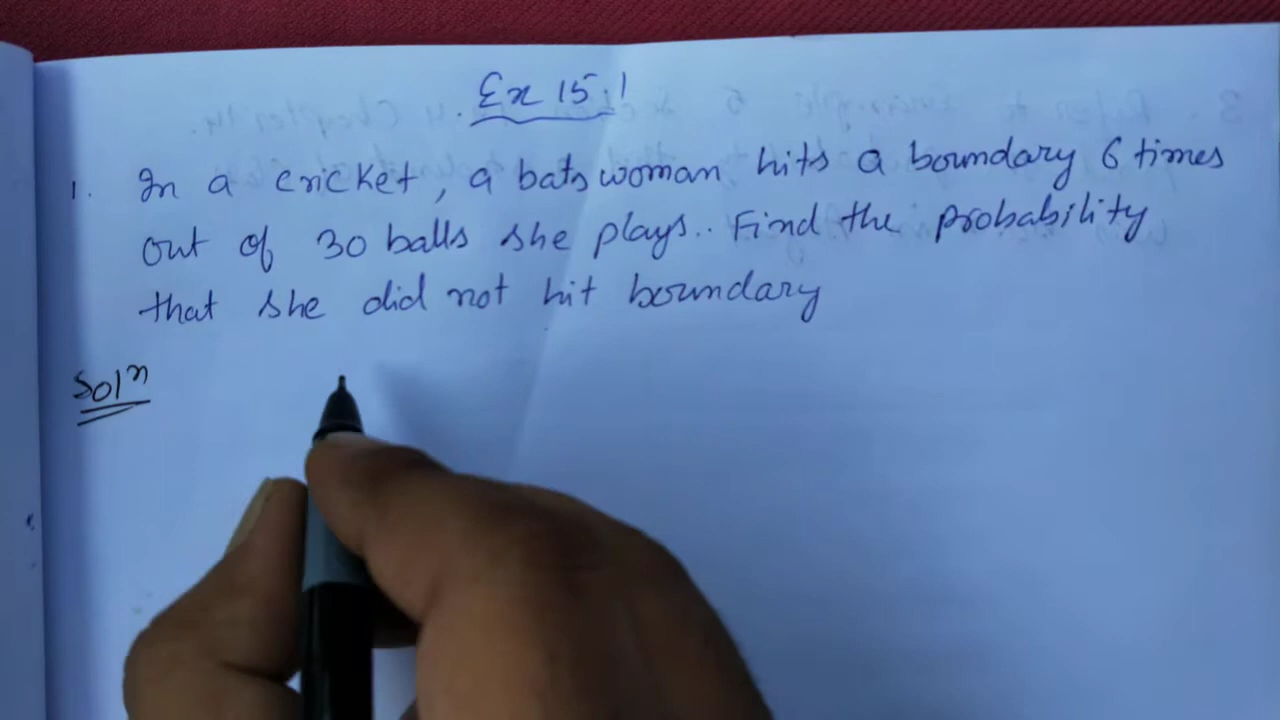 Ex 15.1
1. In a cricket, a batswoman hits a boundary 6 times
out of 30 balls she plays.. Find the probability
that she did not hit boundary
Solⁿ